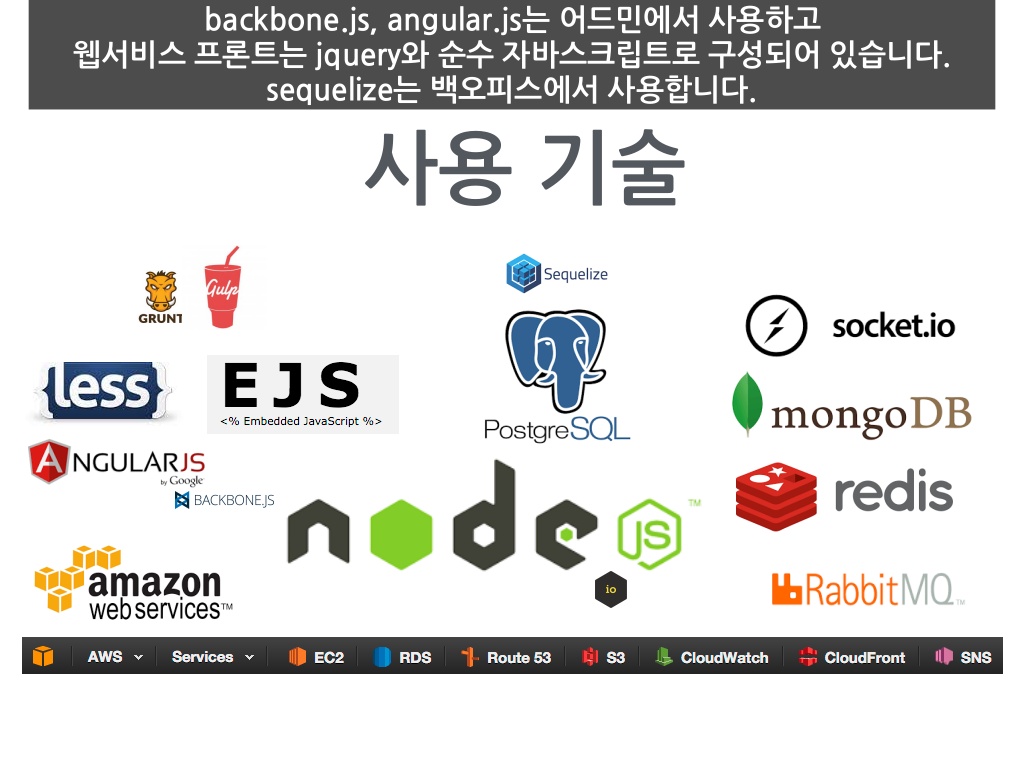 backbone.js, angular.js는 어드민에서 사용하고
웹서비스 프론트는 jquery와 순수 자바스크립트로 구성되어 있습니다.
sequelize는 백오피스에서 사용합니다.
사용 기술
GRUNT
Gulp
Sequelize
socket.io
{less}
EJS
<% Embedded JavaScript %>
PostgreSQL
mongoDB
ANGULARJS
by Google
BACKBONE.JS
node JS™
redis
io
amazon
web services™
RabbitMQ™
AWS Services EC2 RDS Route 53 S3 CloudWatch CloudFront SNS